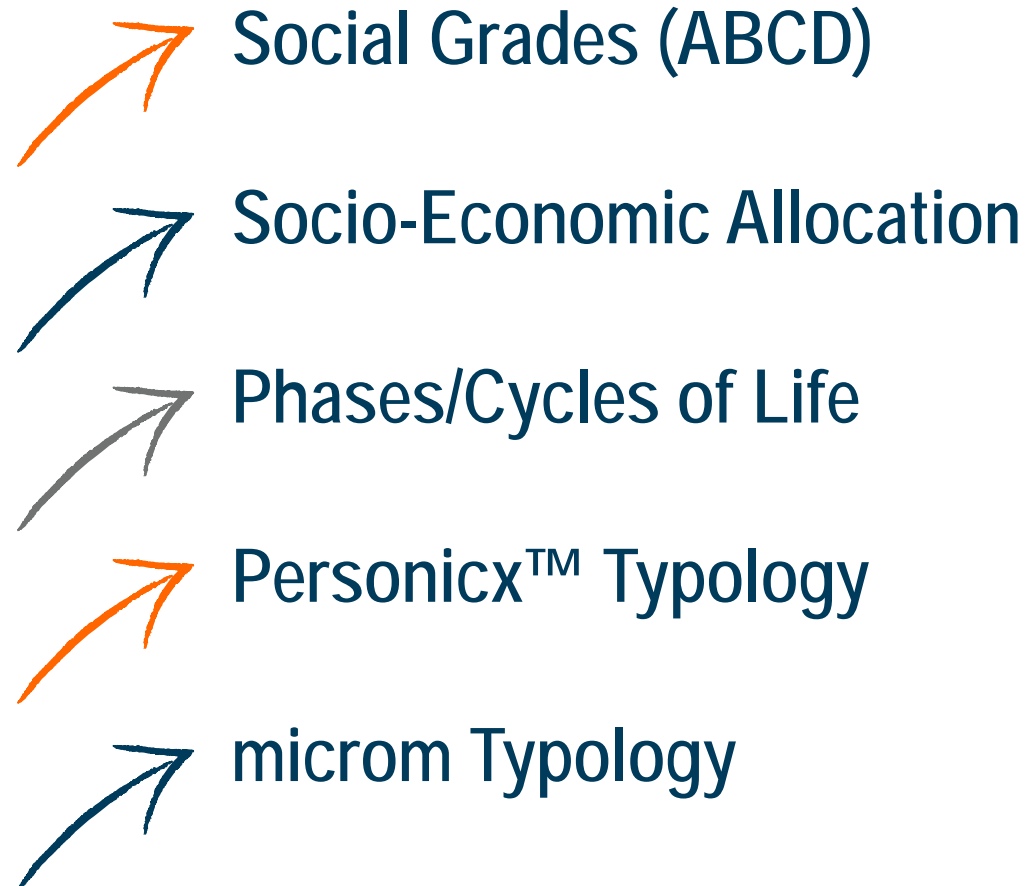 Social Grades (ABCD)
Socio-Economic Allocation
Phases/Cycles of Life
Personicx™ Typology
microm Typology